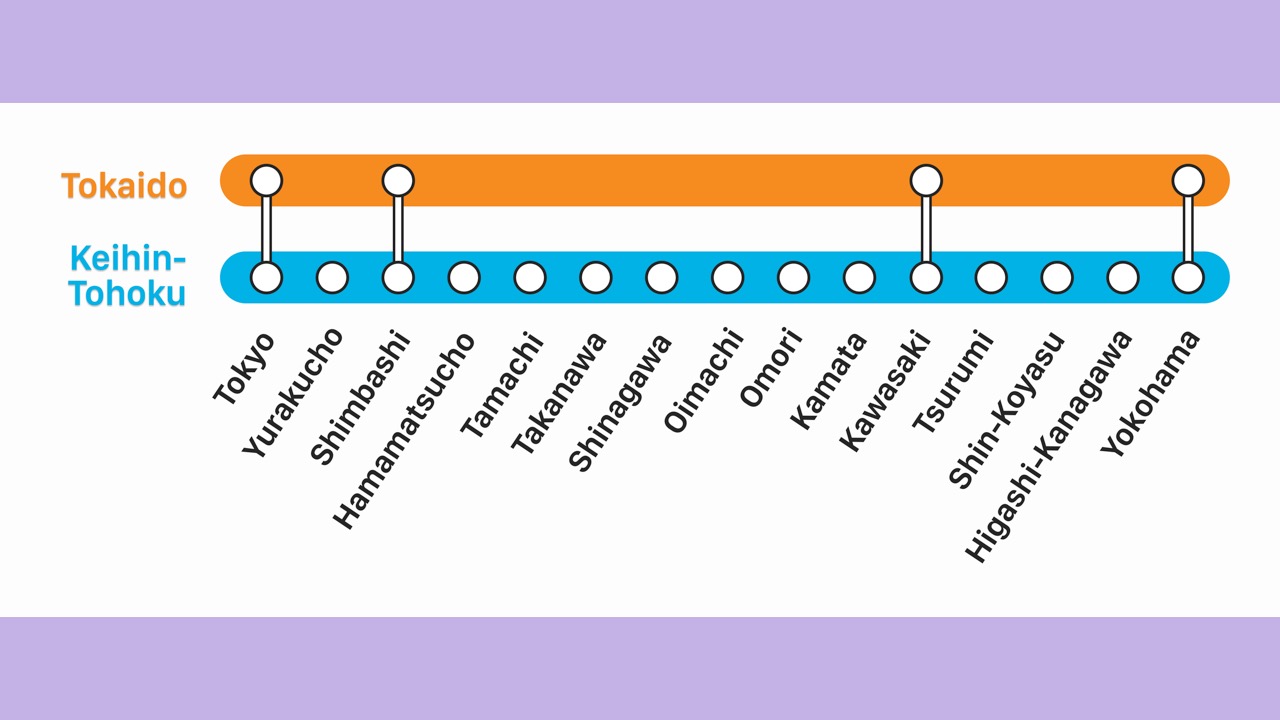 Tokaido
Keihin-
Tohoku
Tokyo
Yurakucho
Shimbashi
Hamamatsucho
Tamachi
Takanawa
Shinagawa
Oimachi
Omori
Kamata
Kawasaki
Tsurumi
Shin-Koyasu
Higashi-Kanagawa
Yokohama